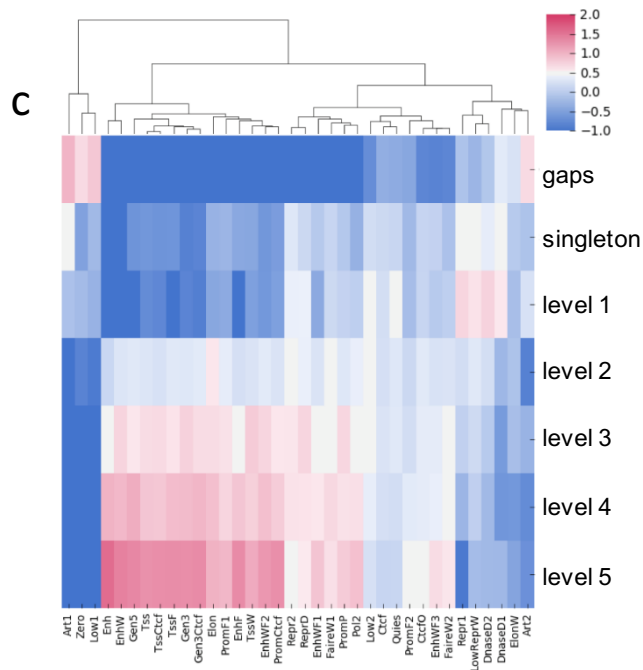 C
2.0
1.5
1.0
0.5
0.0
−0.5
−1.0
gaps
singleton
level 1
level 2
level 3
level 4
level 5
Art1
Zero
Low1
Enh
EnhW
Gen5
Tss
TssCtcf
TssF
Gen3
Gen3Ctcf
Elon
PromF1
EnhF
TssW
EnhWF2
PromCtcf
Repr2
ReprD
EnhWF1
FaireW1
PromP
Pol2
Low2
Ctcf
Quies
PromF2
CtcfO
EnhWF3
FaireW2
Repr1
LowReprW
DnaseD2
DnaseD1
ElonW
Art2